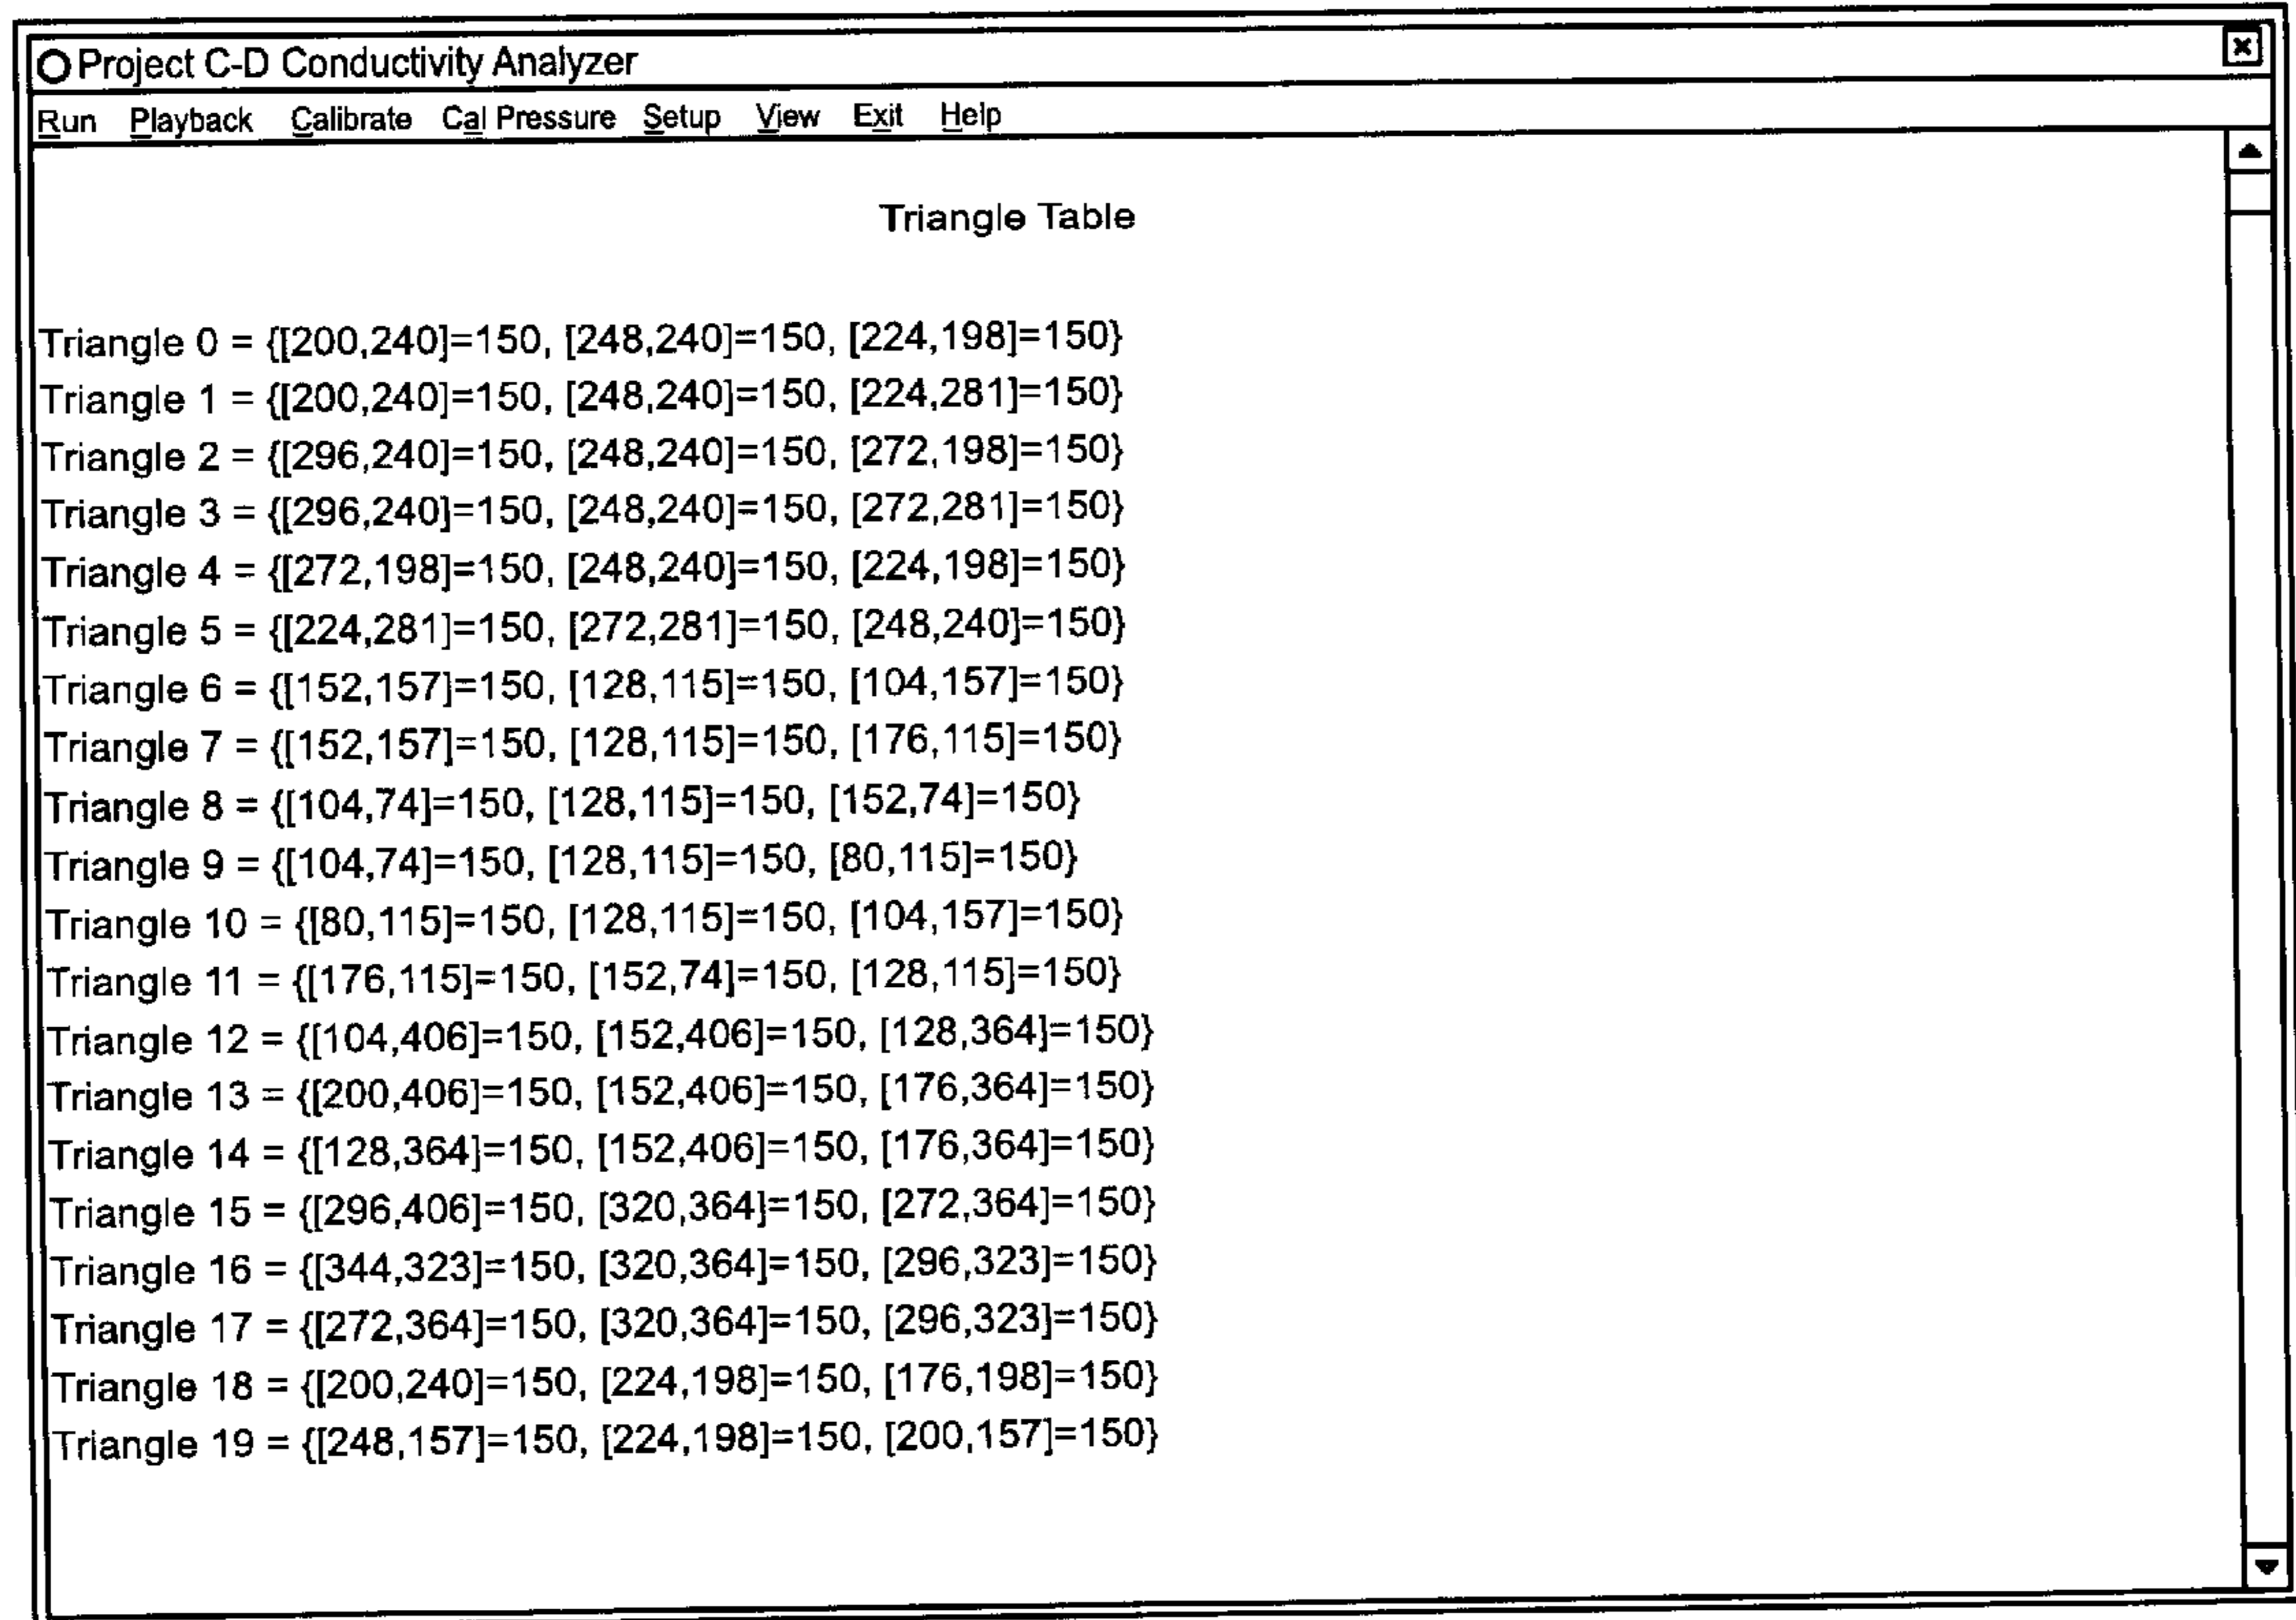 Project C-D Conductivity Analyzer
Run Playback Calibrate Cal Pressure Setup View Exit Help
Triangle Table
Triangle 0 = {[200,240]=150, [248,240]=150, [224,198]=150}
Triangle 1 = {[200,240]=150, [248,240]=150, [224,281]=150}
Triangle 2 = {[296,240]=150, [248,240]=150, [272,198]=150}
Triangle 3 = {[296,240]=150, [248,240]=150, [272,281]=150}
Triangle 4 = {[272,198]=150, [248,240]=150, [224,198]=150}
Triangle 5 = {[224,281]=150, [272,281]=150, [248,240]=150}
Triangle 6 = {[152,157]=150, [128,115]=150, [104,157]=150}
Triangle 7 = {[152,157]=150, [128,115]=150, [176,115]=150}
Triangle 8 = {[104,74]=150, [128,115]=150, [152,74]=150}
Triangle 9 = {[104,74]=150, [128,115]=150, [80,115]=150}
Triangle 10 = {[80,115]=150, [128,115]=150, [104,157]=150}
Triangle 11 = {[176,115]=150, [152,74]=150, [128,115]=150}
Triangle 12 = {[104,406]=150, [152,406]=150, [128,364]=150}
Triangle 13 = {[200,406]=150, [152,406]=150, [176,364]=150}
Triangle 14 = {[128,364]=150, [152,406]=150, [176,364]=150}
Triangle 15 = {[296,406]=150, [320,364]=150, [272,364]=150}
Triangle 16 = {[344,323]=150, [320,364]=150, [296,323]=150}
Triangle 17 = {[272,364]=150, [320,364]=150, [296,323]=150}
Triangle 18 = {[200,240]=150, [224,198]=150, [176,198]=150}
Triangle 19 = {[248,157]=150, [224,198]=150, [200,157]=150}